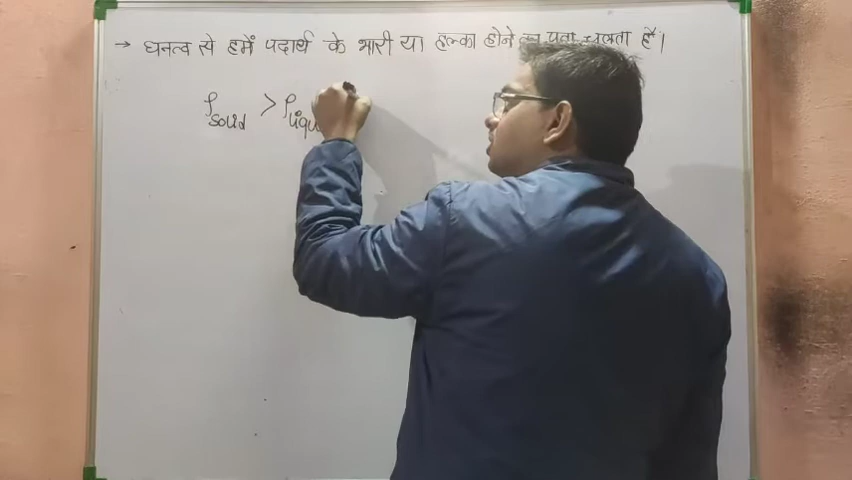 → घनत्व से हमें पदार्थ के भारी या हल्का होने पता चलता है।
ρsolid > ρliqu